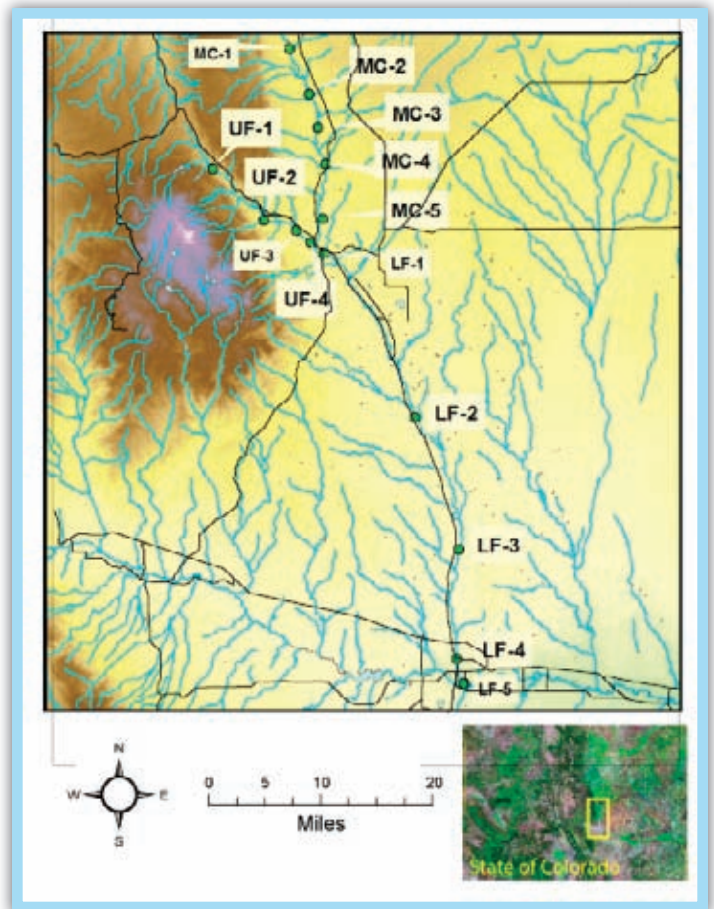 MC-1
MC-2
UF-1
MC-3
UF-2
MC-4
MC-5
UF-3
LF-1
UF-4
LF-2
LF-3
LF-4
LF-5
N
W E
S
0 5 10 20
Miles
State of Colorado